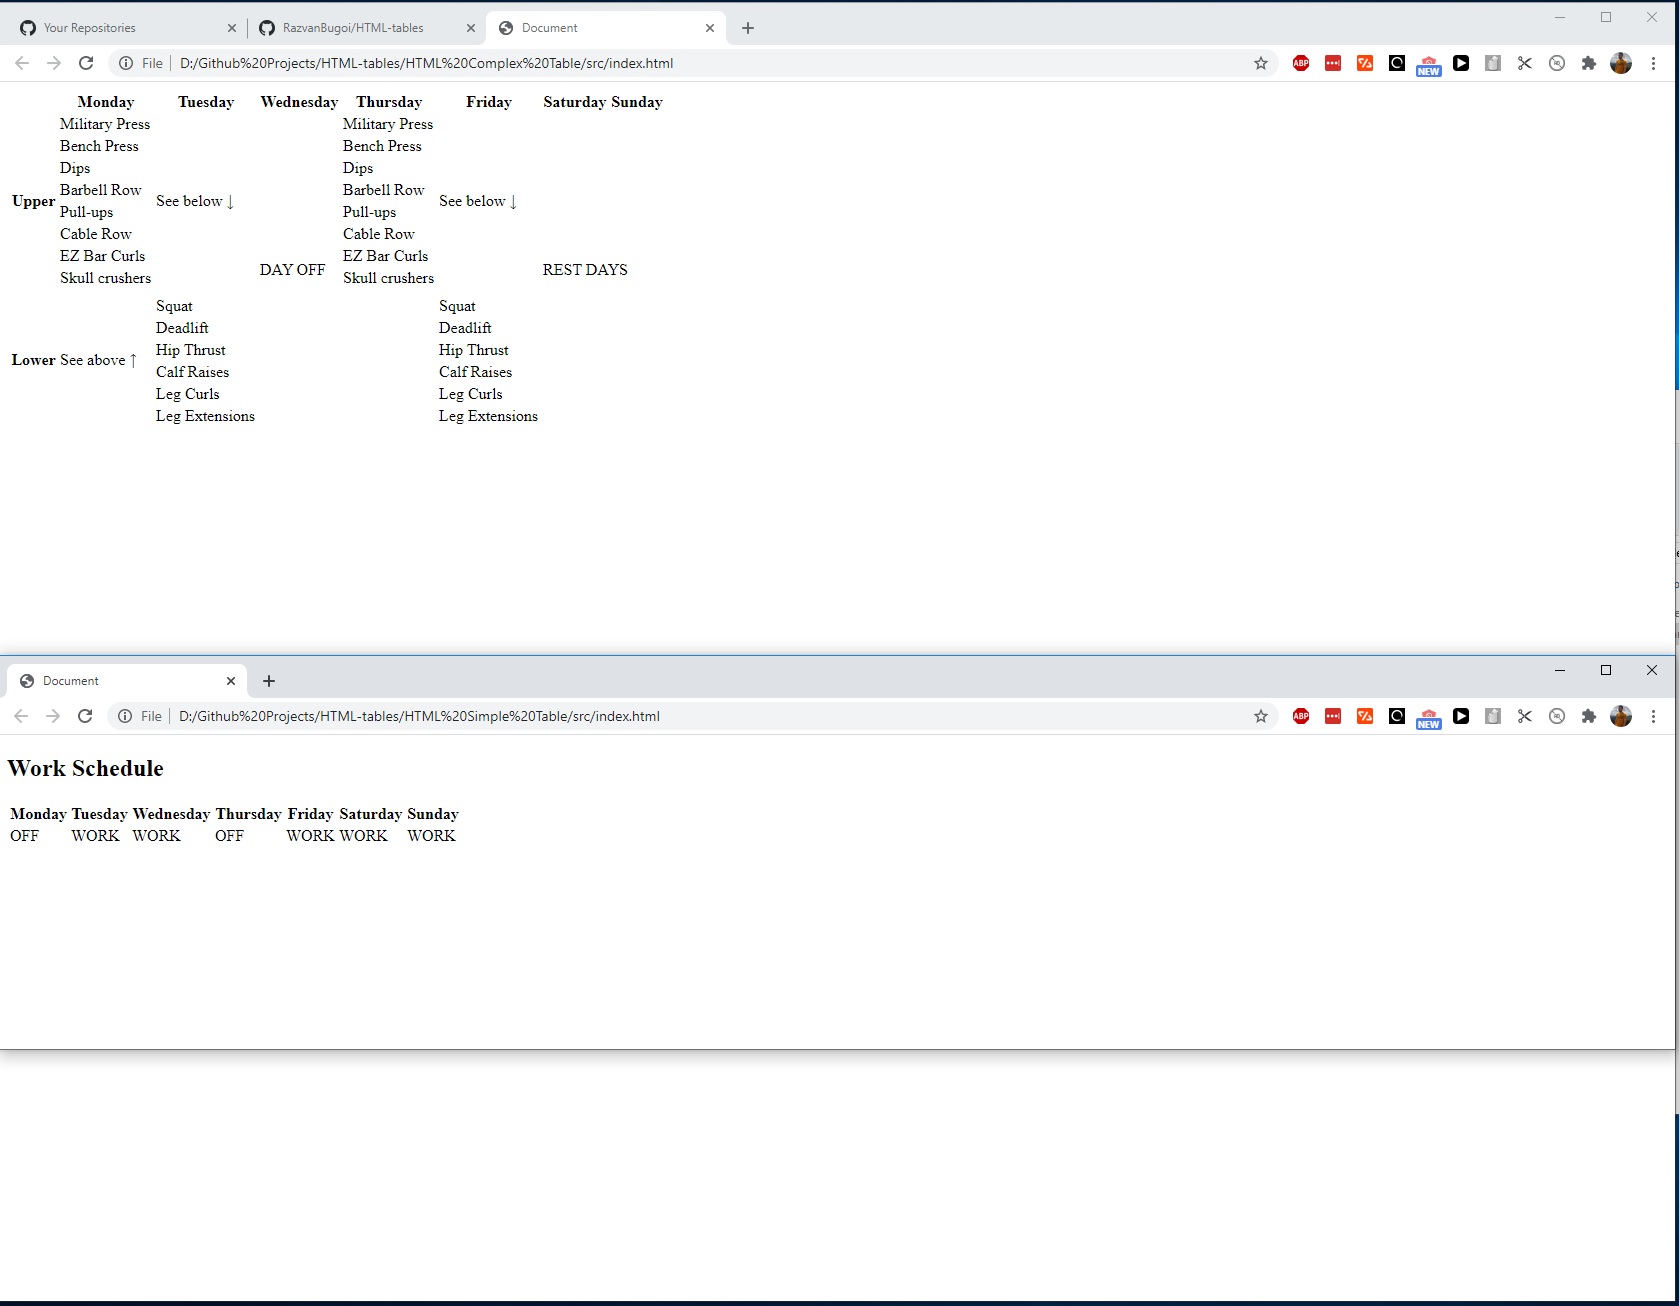 Your Repositories
RazvanBugoi/HTML-tables
Document
File D:/Github%20Projects/HTML-tables/HTML%20Complex%20Table/src/index.html
ABP
NEW
Monday Tuesday Wednesday Thursday Friday Saturday Sunday
Upper
Military Press
Bench Press
Dips
Barbell Row
Pull-ups
Cable Row
EZ Bar Curls
Skull crushers
See below ↓
DAY OFF
Military Press
Bench Press
Dips
Barbell Row
Pull-ups
Cable Row
EZ Bar Curls
Skull crushers
See below ↓
REST DAYS
Lower
See above ↑
Squat
Deadlift
Hip Thrust
Calf Raises
Leg Curls
Leg Extensions
Squat
Deadlift
Hip Thrust
Calf Raises
Leg Curls
Leg Extensions
Document
File D:/Github%20Projects/HTML-tables/HTML%20Simple%20Table/src/index.html
ABP
NEW
Work Schedule
Monday Tuesday Wednesday Thursday Friday Saturday Sunday
OFF WORK WORK OFF WORK WORK WORK